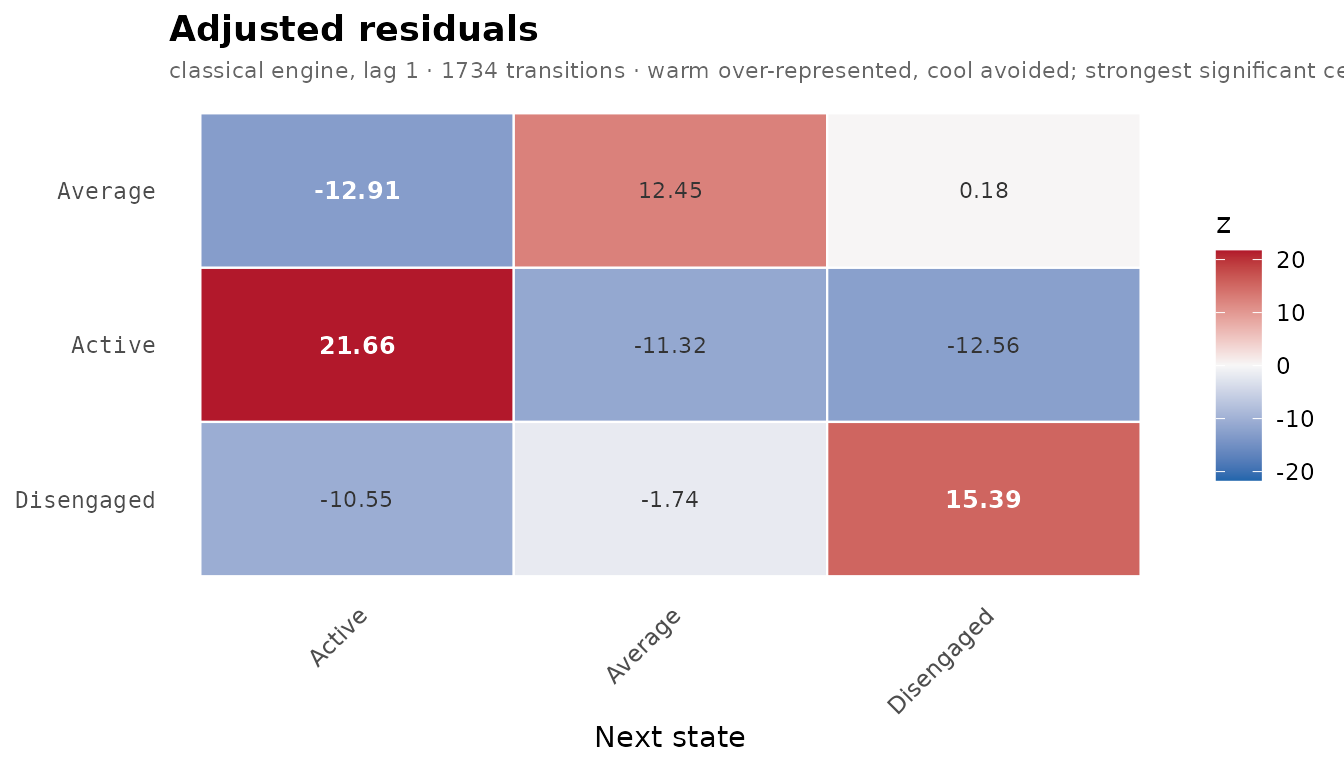 Adjusted residuals
classical engine, lag 1 · 1734 transitions · warm over-represented, cool avoided; strongest significant ce
Average -12.91 12.45 0.18
Active 21.66 -11.32 -12.56
Disengaged -10.55 -1.74 15.39
z
20
10
0
-10
-20
Active Average Disengaged
Next state